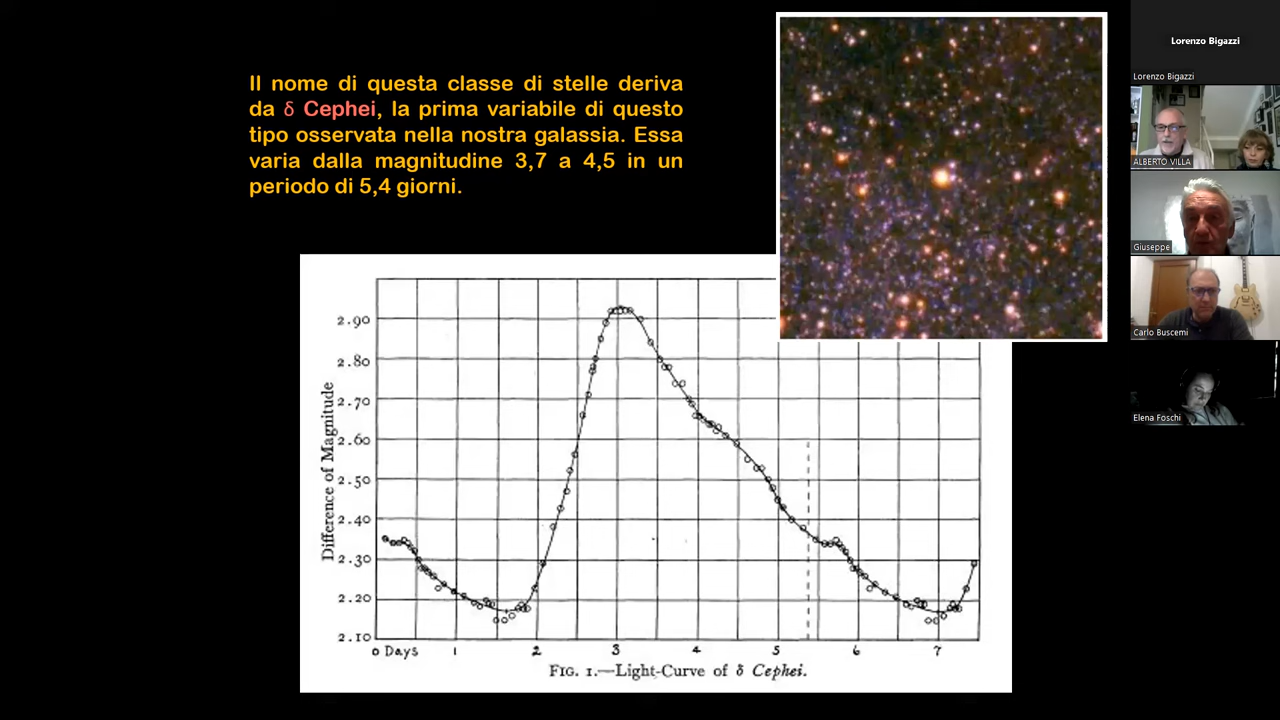 Il nome di questa classe di stelle deriva
da δ Cephei, la prima variabile di questo
tipo osservata nella nostra galassia. Essa
varia dalla magnitudine 3,7 a 4,5 in un
periodo di 5,4 giorni.
Difference of Magnitude
2.90
2.80
2.70
2.60
2.50
2.40
2.30
2.20
2.10
0 Days 1 2 3 4 5 6 7
FIG. 1.—Light-Curve of δ Cephei.
Lorenzo Bigazzi
Lorenzo Bigazzi
ALBERTO VILLA
Giuseppe
Carlo Buscemi
Elena Foschi